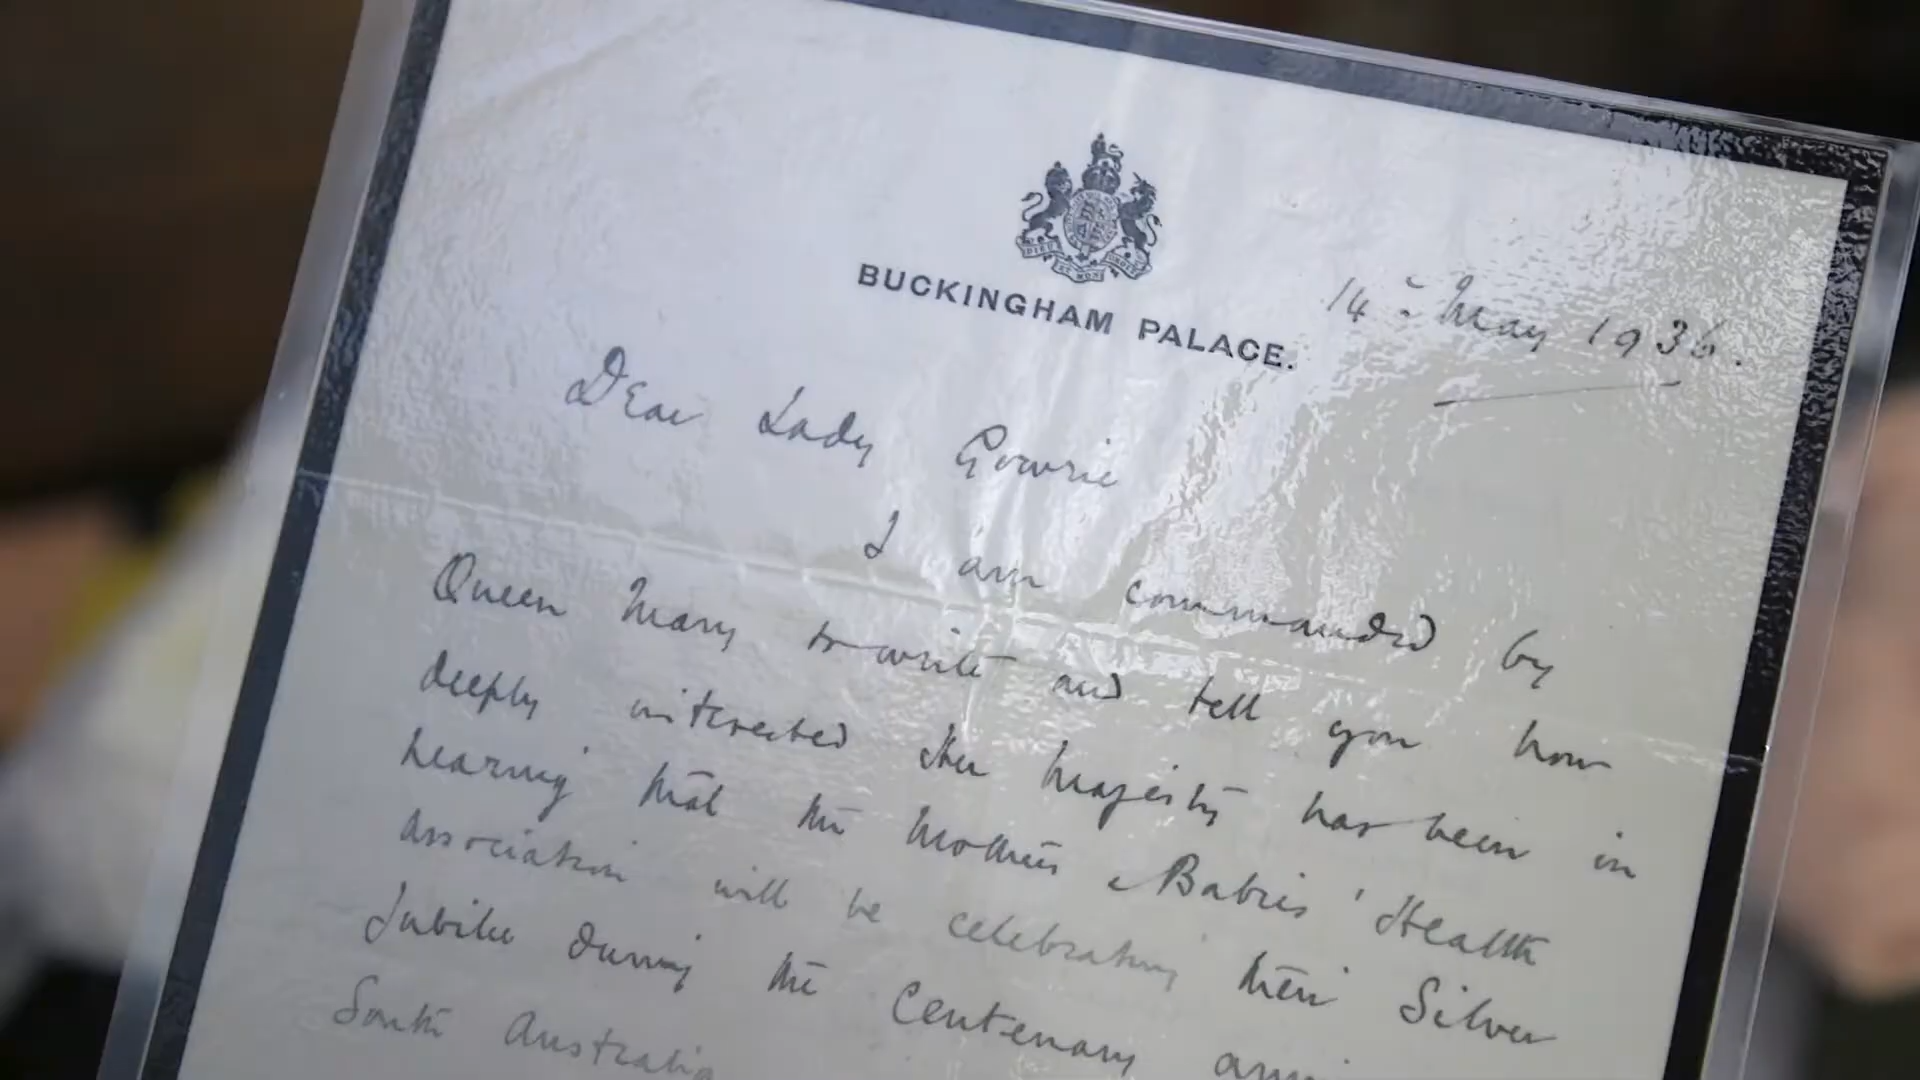 BUCKINGHAM PALACE.
14th May 1936.
Dear Lady Gowrie
I am commanded by
Queen Mary to write and tell you how
deeply interested Her Majesty has been in
hearing that the Mothers & Babies' Health
Association will be celebrating their Silver
Jubilee during the Centenary
South Australia